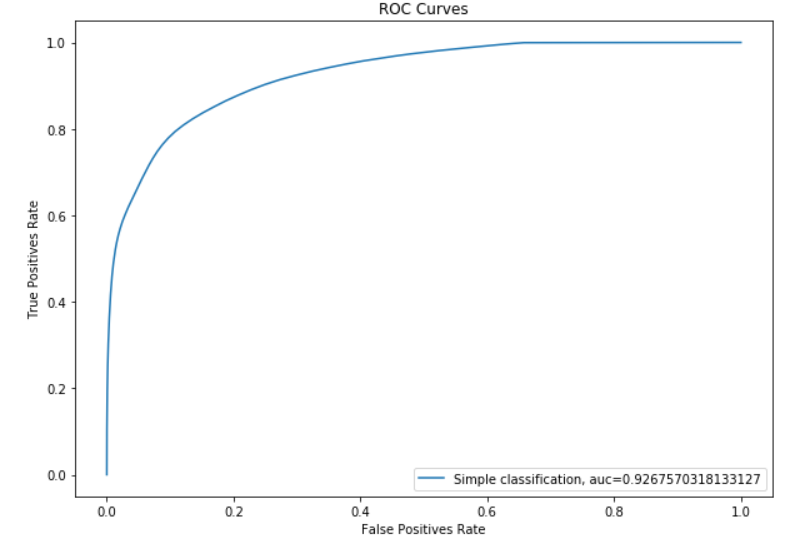 ROC Curves
True Positives Rate
1.0
0.8
0.6
0.4
0.2
0.0
Simple classification, auc=0.9267570318133127
0.0 0.2 0.4 0.6 0.8 1.0
False Positives Rate